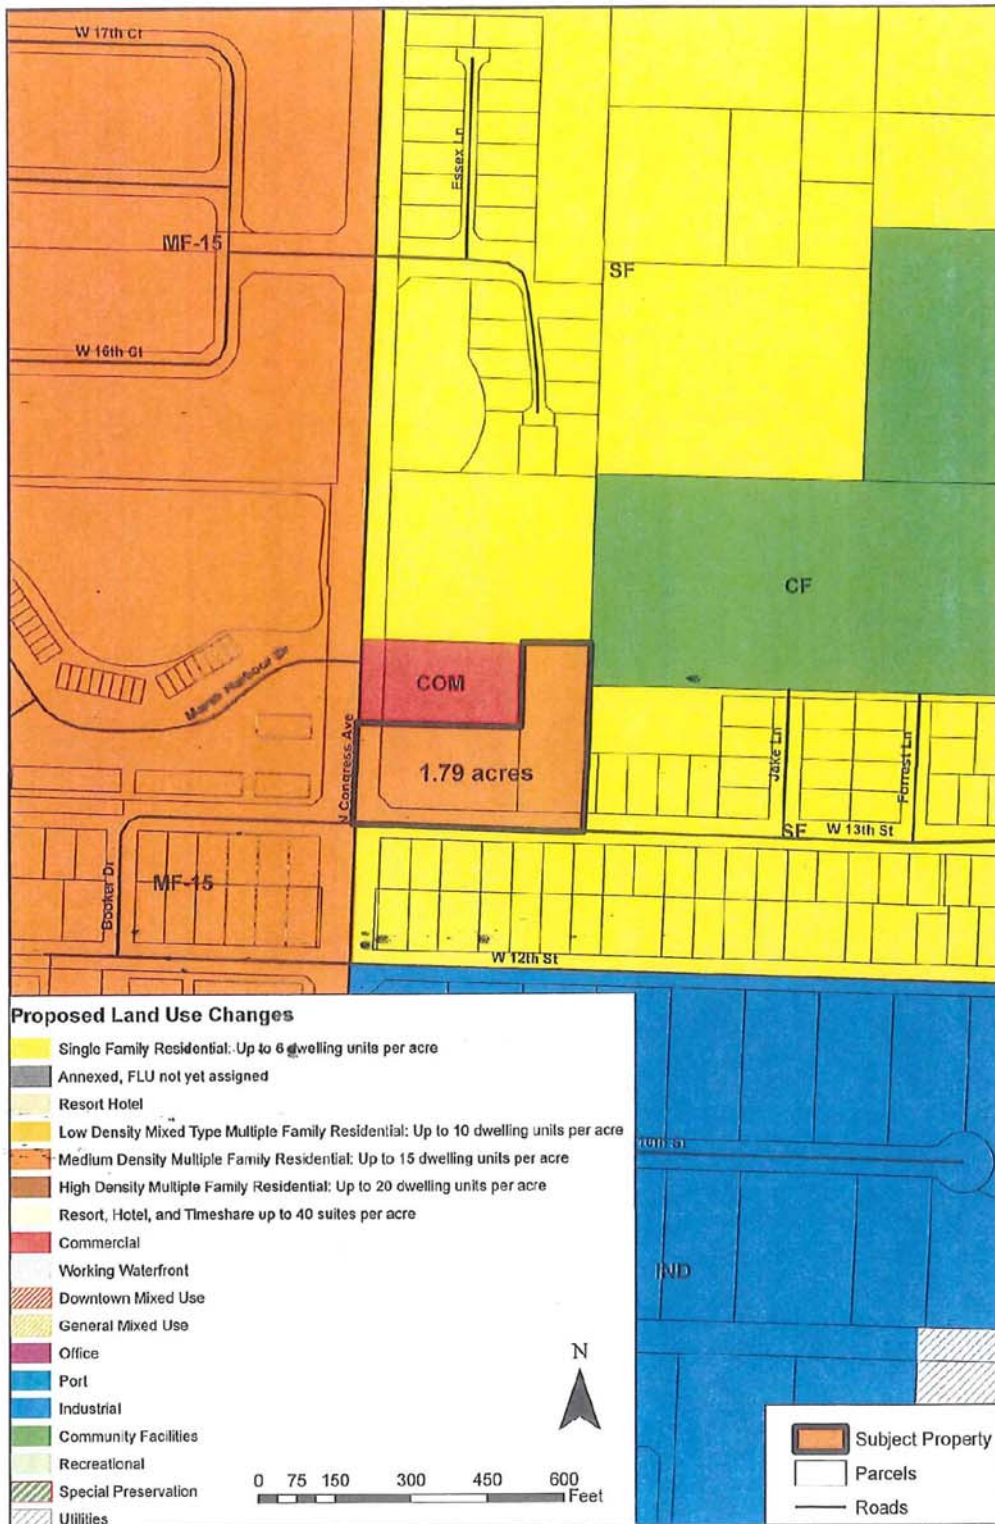 W 17th Ct
Essex Ln
MF-15
SF
W 16th Ct
CF
Marsh Harbour Dr
COM
N Congress Ave
1.79 acres
Jake Ln
Forrest Ln
SF
W 13th St
Booker Dr
MF-15
W 12th St
Proposed Land Use Changes
Single Family Residential: Up to 6 dwelling units per acre
Annexed, FLU not yet assigned
Resort Hotel
Low Density Mixed Type Multiple Family Residential: Up to 10 dwelling units per acre
Medium Density Multiple Family Residential: Up to 15 dwelling units per acre
High Density Multiple Family Residential: Up to 20 dwelling units per acre
Resort, Hotel, and Timeshare up to 40 suites per acre
Commercial
Working Waterfront
Downtown Mixed Use
General Mixed Use
Office
Port
Industrial
Community Facilities
Recreational
Special Preservation
Utilities
IND
N
0 75 150 300 450 600
Feet
Subject Property
Parcels
Roads